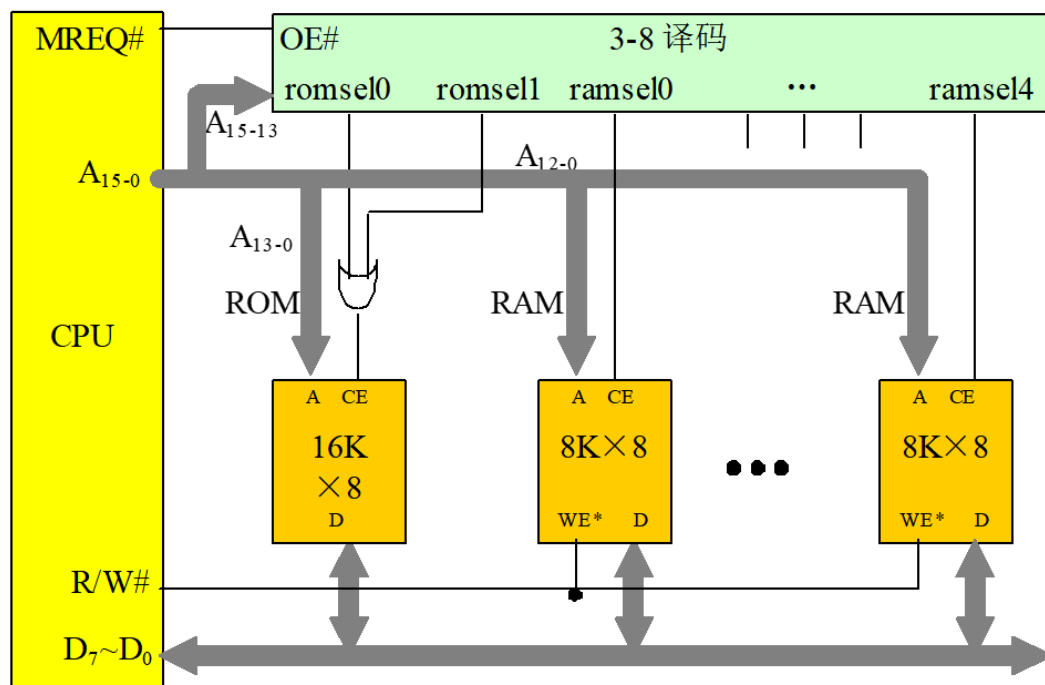 MREQ#
OE#
3-8 译码
romsel0
romsel1
ramsel0
...
ramsel4
A15-13
A15-0
A12-0
A13-0
ROM
RAM
RAM
CPU
A CE
16K
×8
D
A CE
8K×8
WE* D
A CE
8K×8
WE* D
R/W#
D7~D0